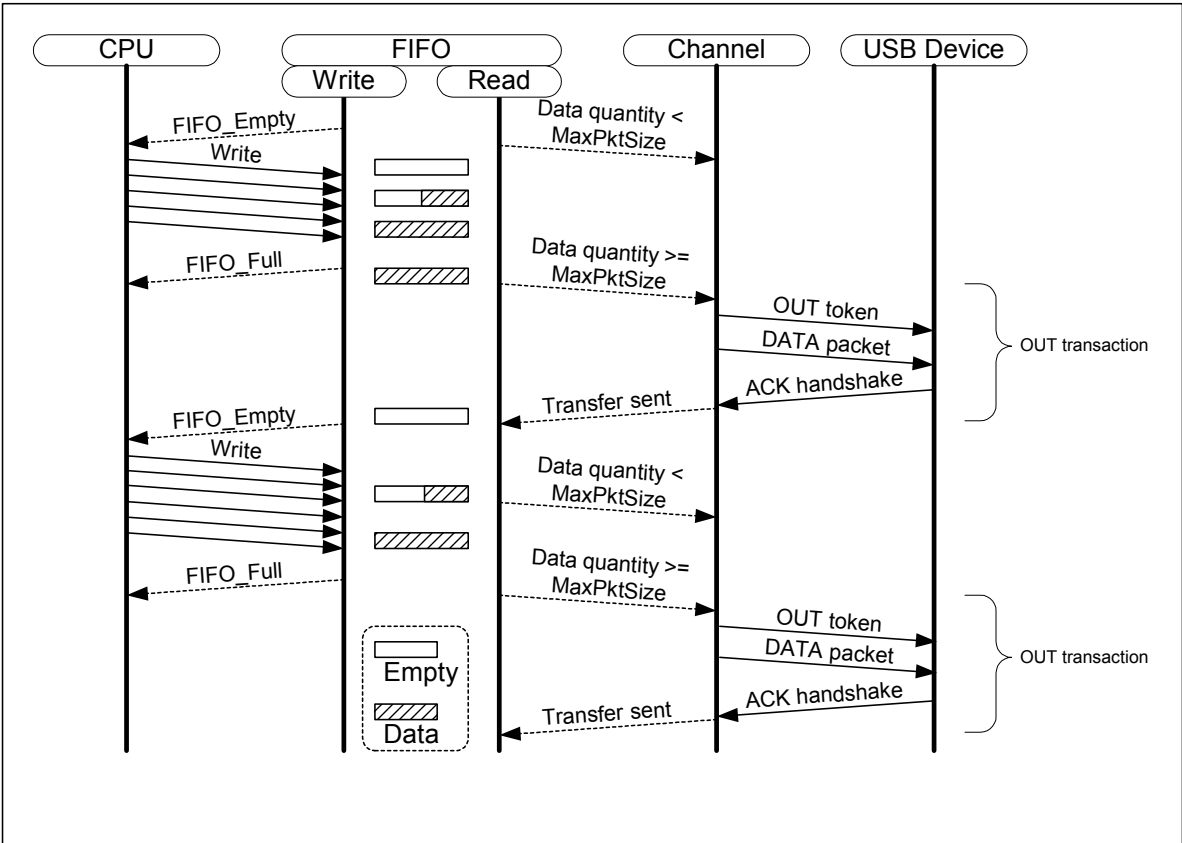 CPU
FIFO
Channel
USB Device
Write
Read
FIFO_Empty
Data quantity <
MaxPktSize
Write
FIFO_Full
Data quantity >=
MaxPktSize
OUT token
DATA packet
OUT transaction
ACK handshake
Transfer sent
FIFO_Empty
Write
Data quantity <
MaxPktSize
FIFO_Full
Data quantity >=
MaxPktSize
OUT token
DATA packet
OUT transaction
Empty
ACK handshake
Transfer sent
Data